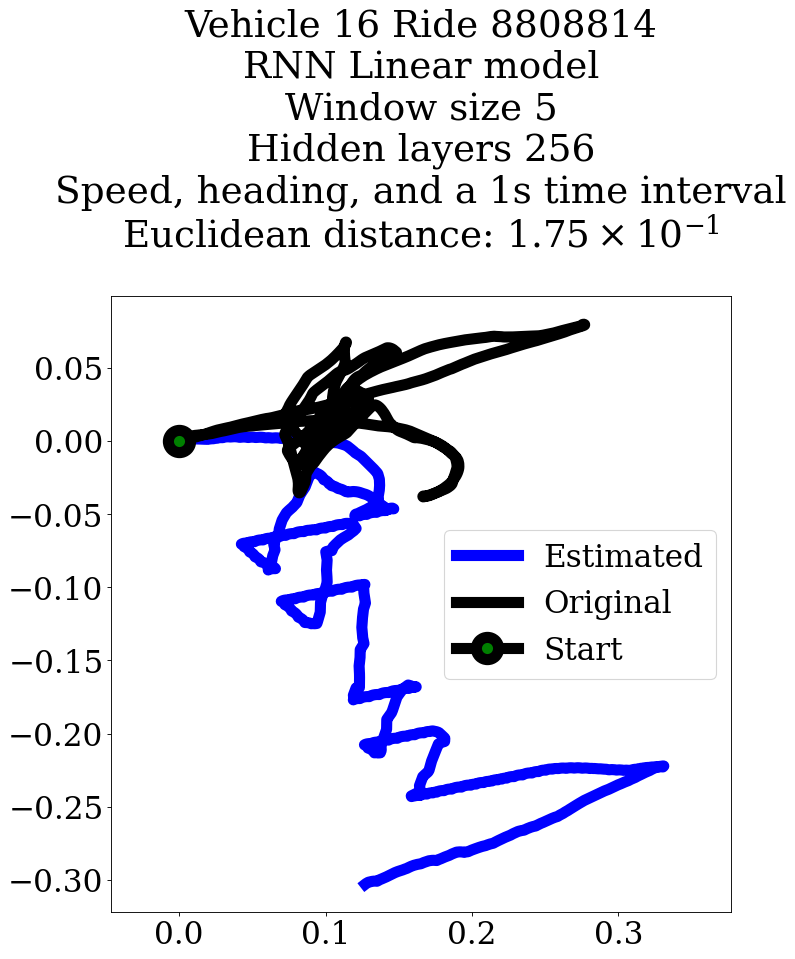 Vehicle 16 Ride 8808814
RNN Linear model
Window size 5
Hidden layers 256
Speed, heading, and a 1s time interval
Euclidean distance: 1.75 × 10⁻¹
0.05
0.00
−0.05
−0.10
−0.15
−0.20
−0.25
−0.30
Estimated
Original
Start
0.0 0.1 0.2 0.3